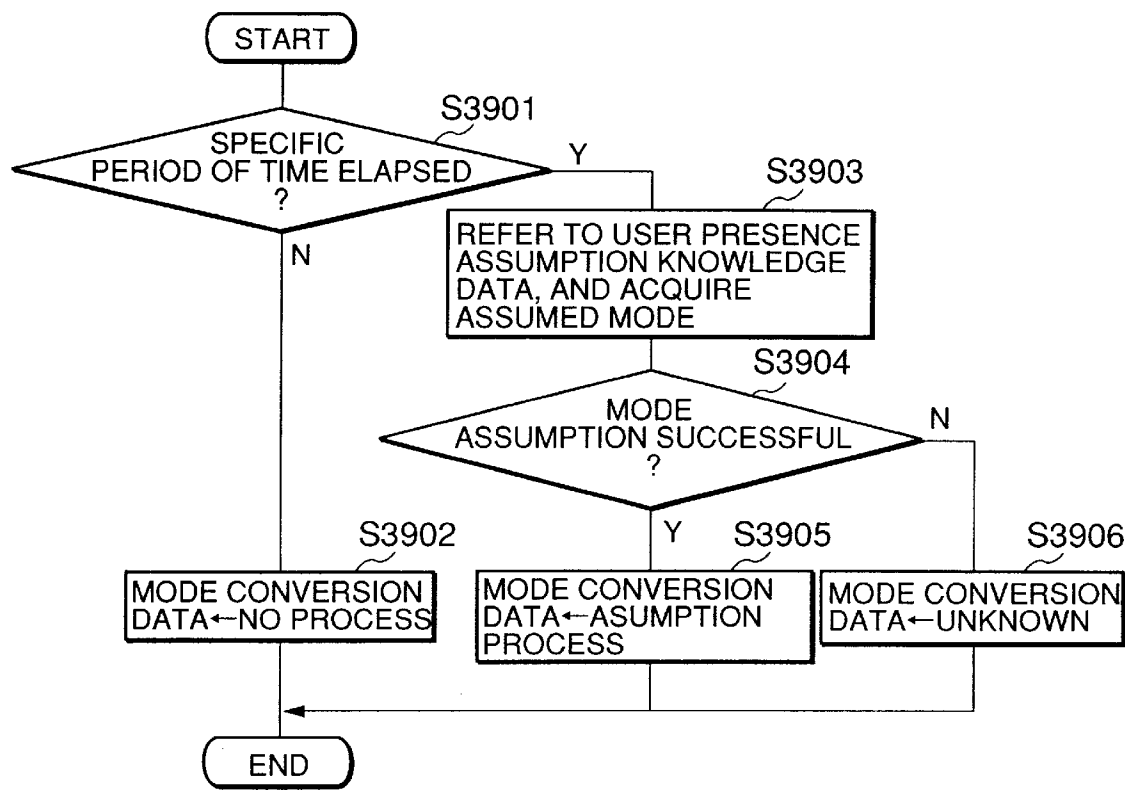 START
S3901
SPECIFIC
PERIOD OF TIME ELAPSED
?
Y
N
S3903
REFER TO USER PRESENCE
ASSUMPTION KNOWLEDGE
DATA, AND ACQUIRE
ASSUMED MODE
S3904
MODE
ASSUMPTION SUCCESSFUL
?
N
Y
S3902
MODE CONVERSION
DATA←NO PROCESS
S3905
MODE CONVERSION
DATA←ASUMPTION
PROCESS
S3906
MODE CONVERSION
DATA←UNKNOWN
END